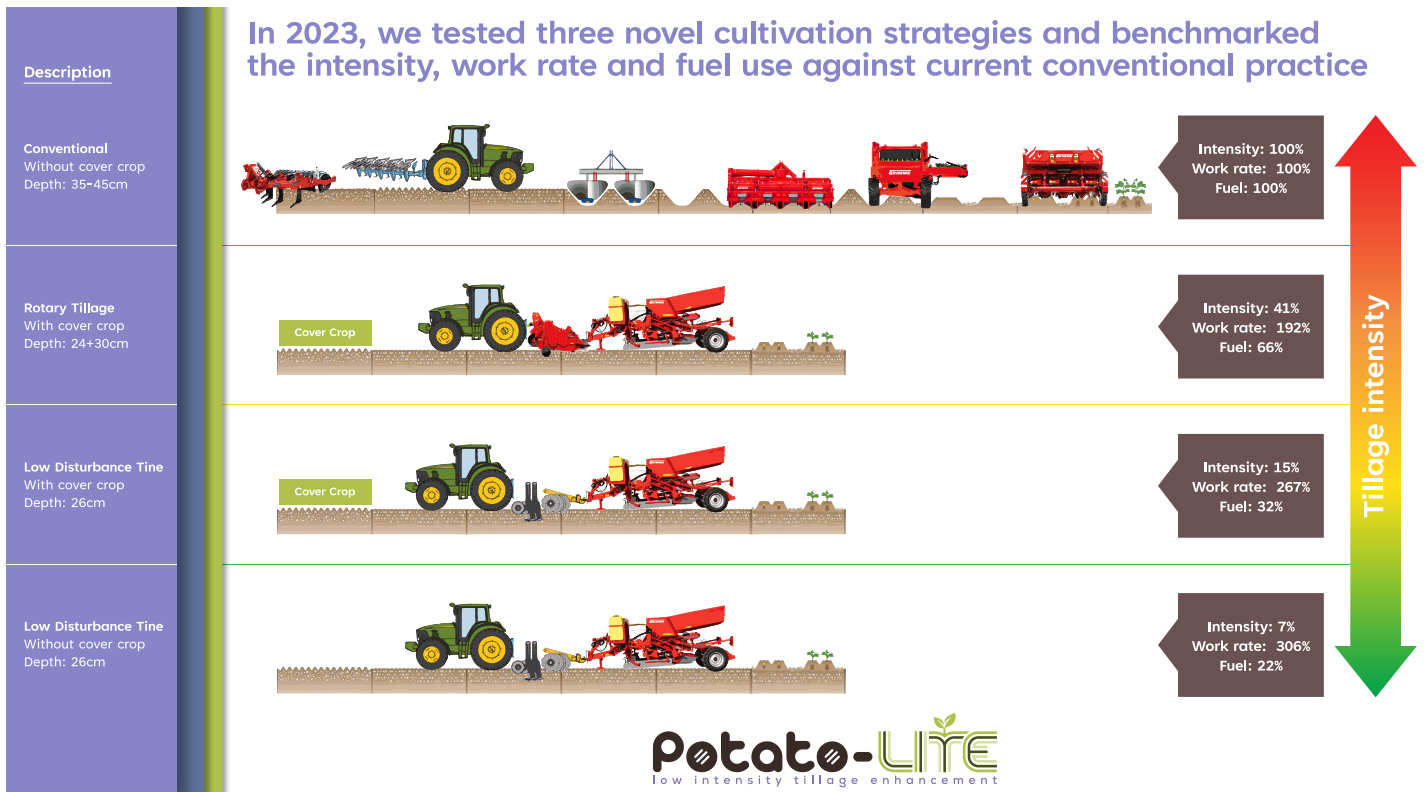 In 2023, we tested three novel cultivation strategies and benchmarked
the intensity, work rate and fuel use against current conventional practice
Description
Conventional
Without cover crop
Depth: 35-45cm
Intensity: 100%
Work rate: 100%
Fuel: 100%
Rotary Tillage
With cover crop
Depth: 24+30cm
Cover Crop
Intensity: 41%
Work rate: 192%
Fuel: 66%
Low Disturbance Tine
With cover crop
Depth: 26cm
Cover Crop
Intensity: 15%
Work rate: 267%
Fuel: 32%
Low Disturbance Tine
Without cover crop
Depth: 26cm
Intensity: 7%
Work rate: 306%
Fuel: 22%
Tillage intensity
Potato-LITE
low intensity tillage enhancement